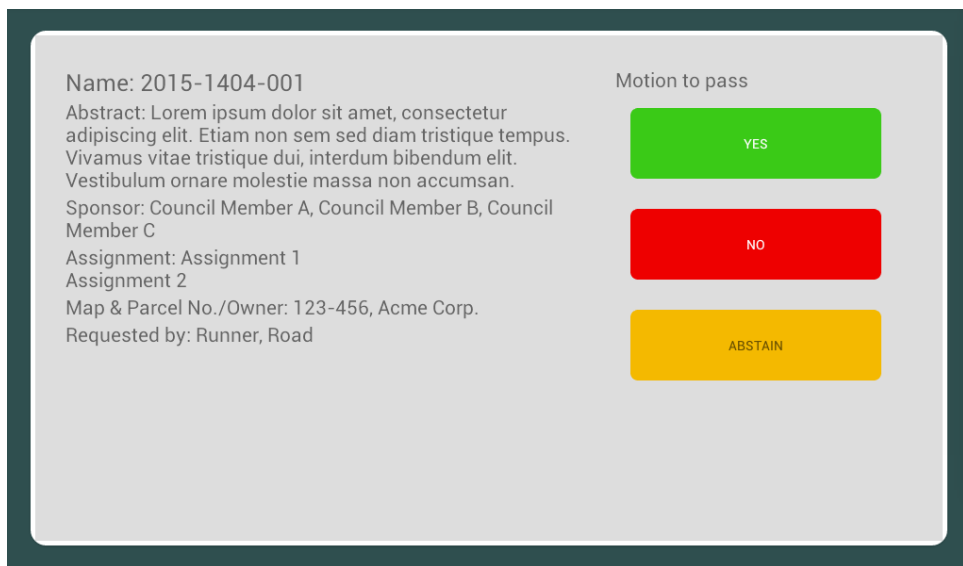 Name: 2015-1404-001
Abstract: Lorem ipsum dolor sit amet, consectetur
adipiscing elit. Etiam non sem sed diam tristique tempus.
Vivamus vitae tristique dui, interdum bibendum elit.
Vestibulum ornare molestie massa non accumsan.
Sponsor: Council Member A, Council Member B, Council
Member C
Assignment: Assignment 1
Assignment 2
Map & Parcel No./Owner: 123-456, Acme Corp.
Requested by: Runner, Road
Motion to pass
YES
NO
ABSTAIN